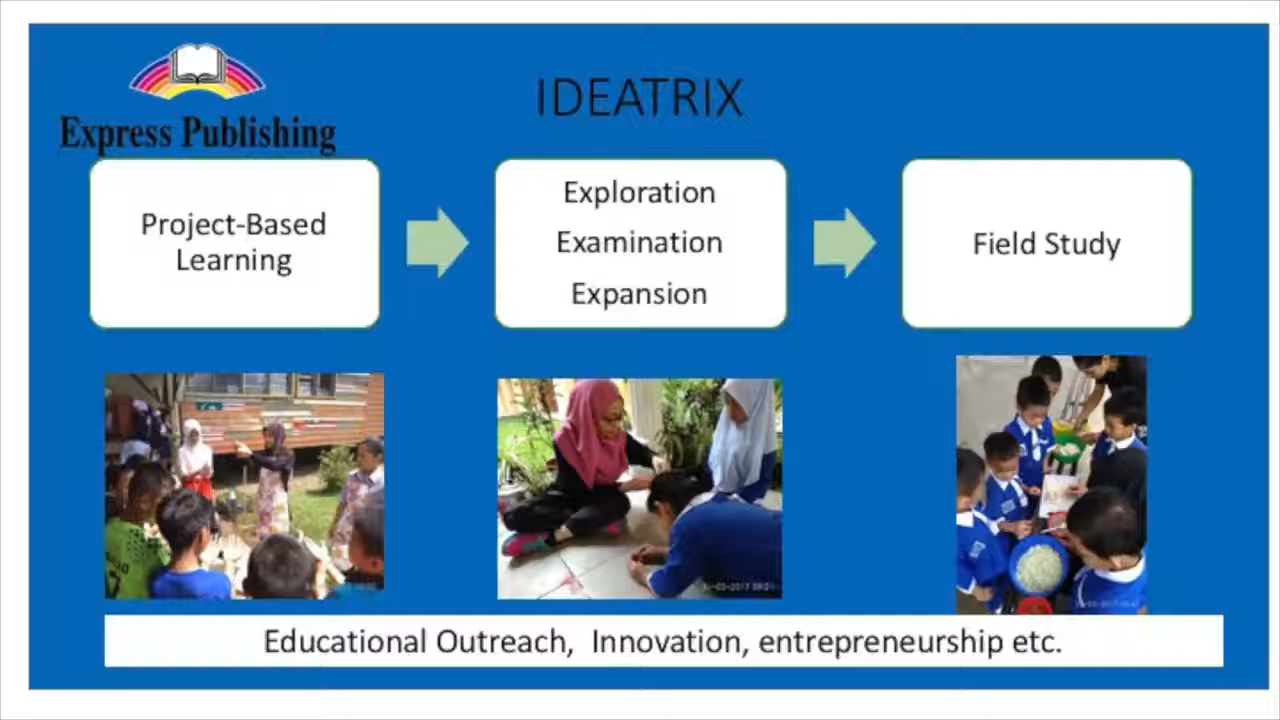 IDEATRIX
Express Publishing
Project-Based
Learning
Exploration
Examination
Expansion
Field Study
Educational Outreach,  Innovation, entrepreneurship etc.